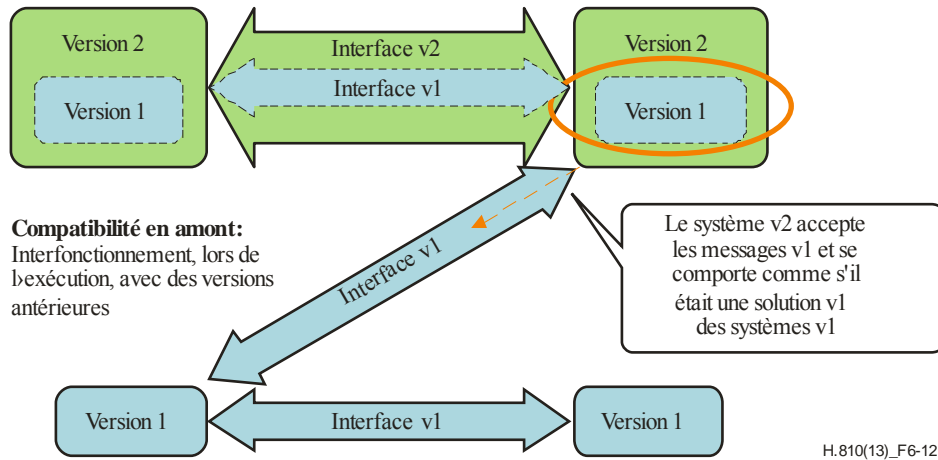 Version 2
Version 1
Interface v2
Interface v1
Version 2
Version 1
Compatibilité en amont:
Interfonctionnement, lors de
l›exécution, avec des versions
antérieures
Interface v1
Le système v2 accepte
les messages v1 et se
comporte comme s'il
était une solution v1
des systèmes v1
Version 1
Interface v1
Version 1
H.810(13)_F6-12